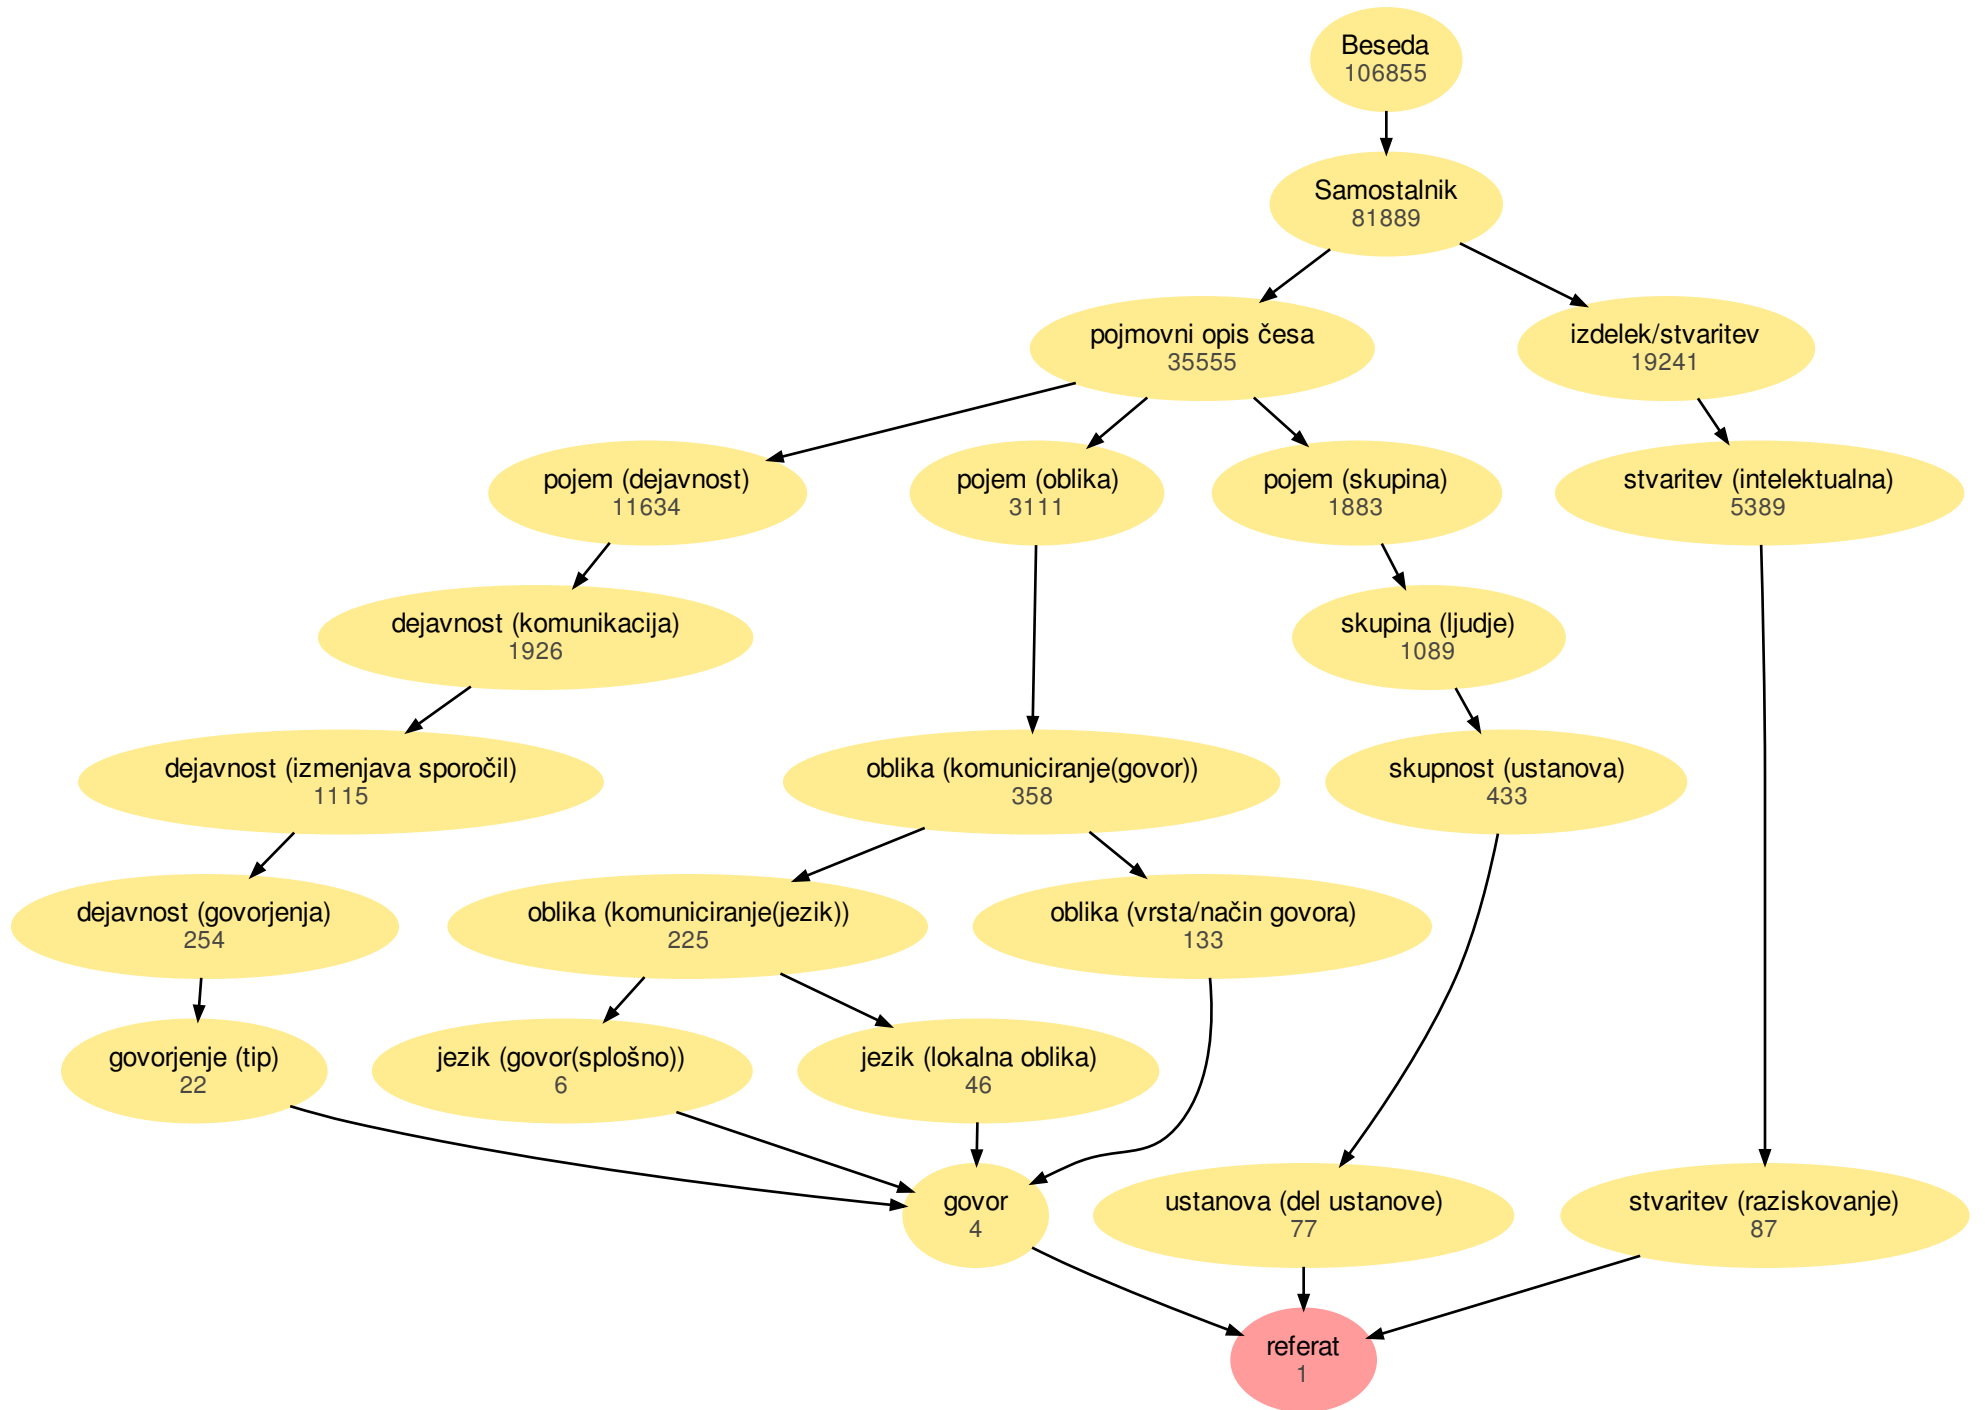 Beseda
106855
Samostalnik
81889
pojmovni opis česa
35555
izdelek/stvaritev
19241
pojem (dejavnost)
11634
pojem (oblika)
3111
pojem (skupina)
1883
stvaritev (intelektualna)
5389
dejavnost (komunikacija)
1926
skupina (ljudje)
1089
dejavnost (izmenjava sporočil)
1115
oblika (komuniciranje(govor))
358
skupnost (ustanova)
433
dejavnost (govorjenja)
254
oblika (komuniciranje(jezik))
225
oblika (vrsta/način govora)
133
govorjenje (tip)
22
jezik (govor(splošno))
6
jezik (lokalna oblika)
46
govor
4
ustanova (del ustanove)
77
stvaritev (raziskovanje)
87
referat
1